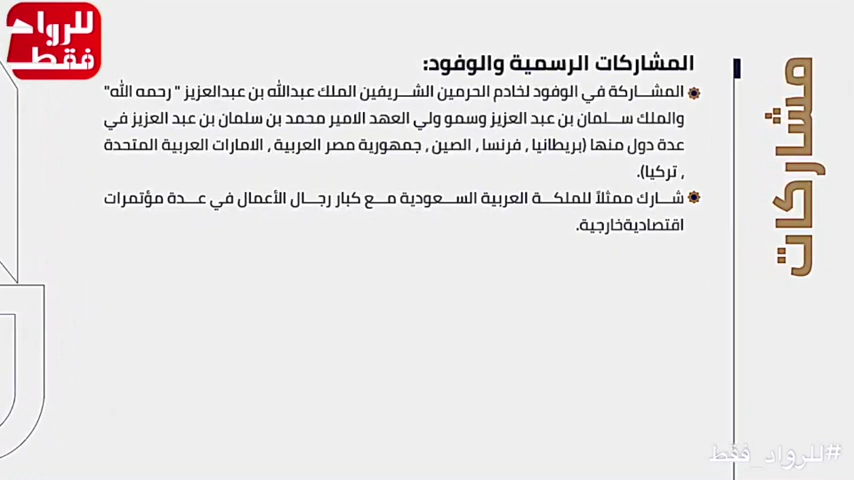 للرواد
فقط
مشاركات
المشاركات الرسمية والوفود:
المشاركة في الوفود لخادم الحرمين الشريفين الملك عبدالله بن عبدالعزيز " رحمه الله"
والملك سلمان بن عبد العزيز وسمو ولي العهد الامير محمد بن سلمان بن عبد العزيز في
عدة دول منها (بريطانيا , فرنسا , الصين , جمهورية مصر العربية , الامارات العربية المتحدة
, تركيا).
شارك ممثلاً للملكة العربية السعودية مع كبار رجال الأعمال في عدة مؤتمرات
اقتصاديةخارجية.
#للرواد_فقط